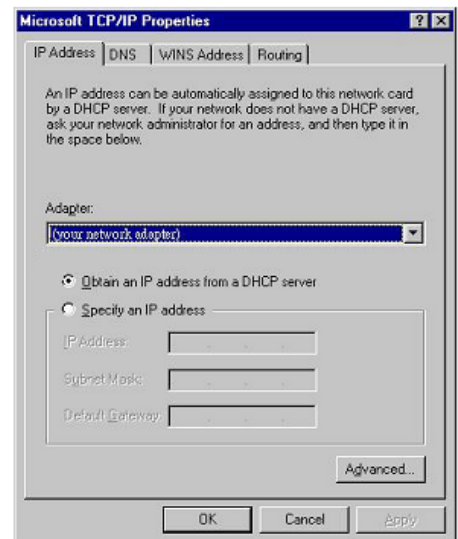 Microsoft TCP/IP Properties
IP Address DNS WINS Address Routing
An IP address can be automatically assigned to this network card
by a DHCP server. If your network does not have a DHCP server,
ask your network administrator for an address, and then type it in
the space below.
Adapter:
(your network adapter)
Obtain an IP address from a DHCP server
Specify an IP address
IP Address:
Subnet Mask:
Default Gateway:
Advanced...
OK Cancel Apply